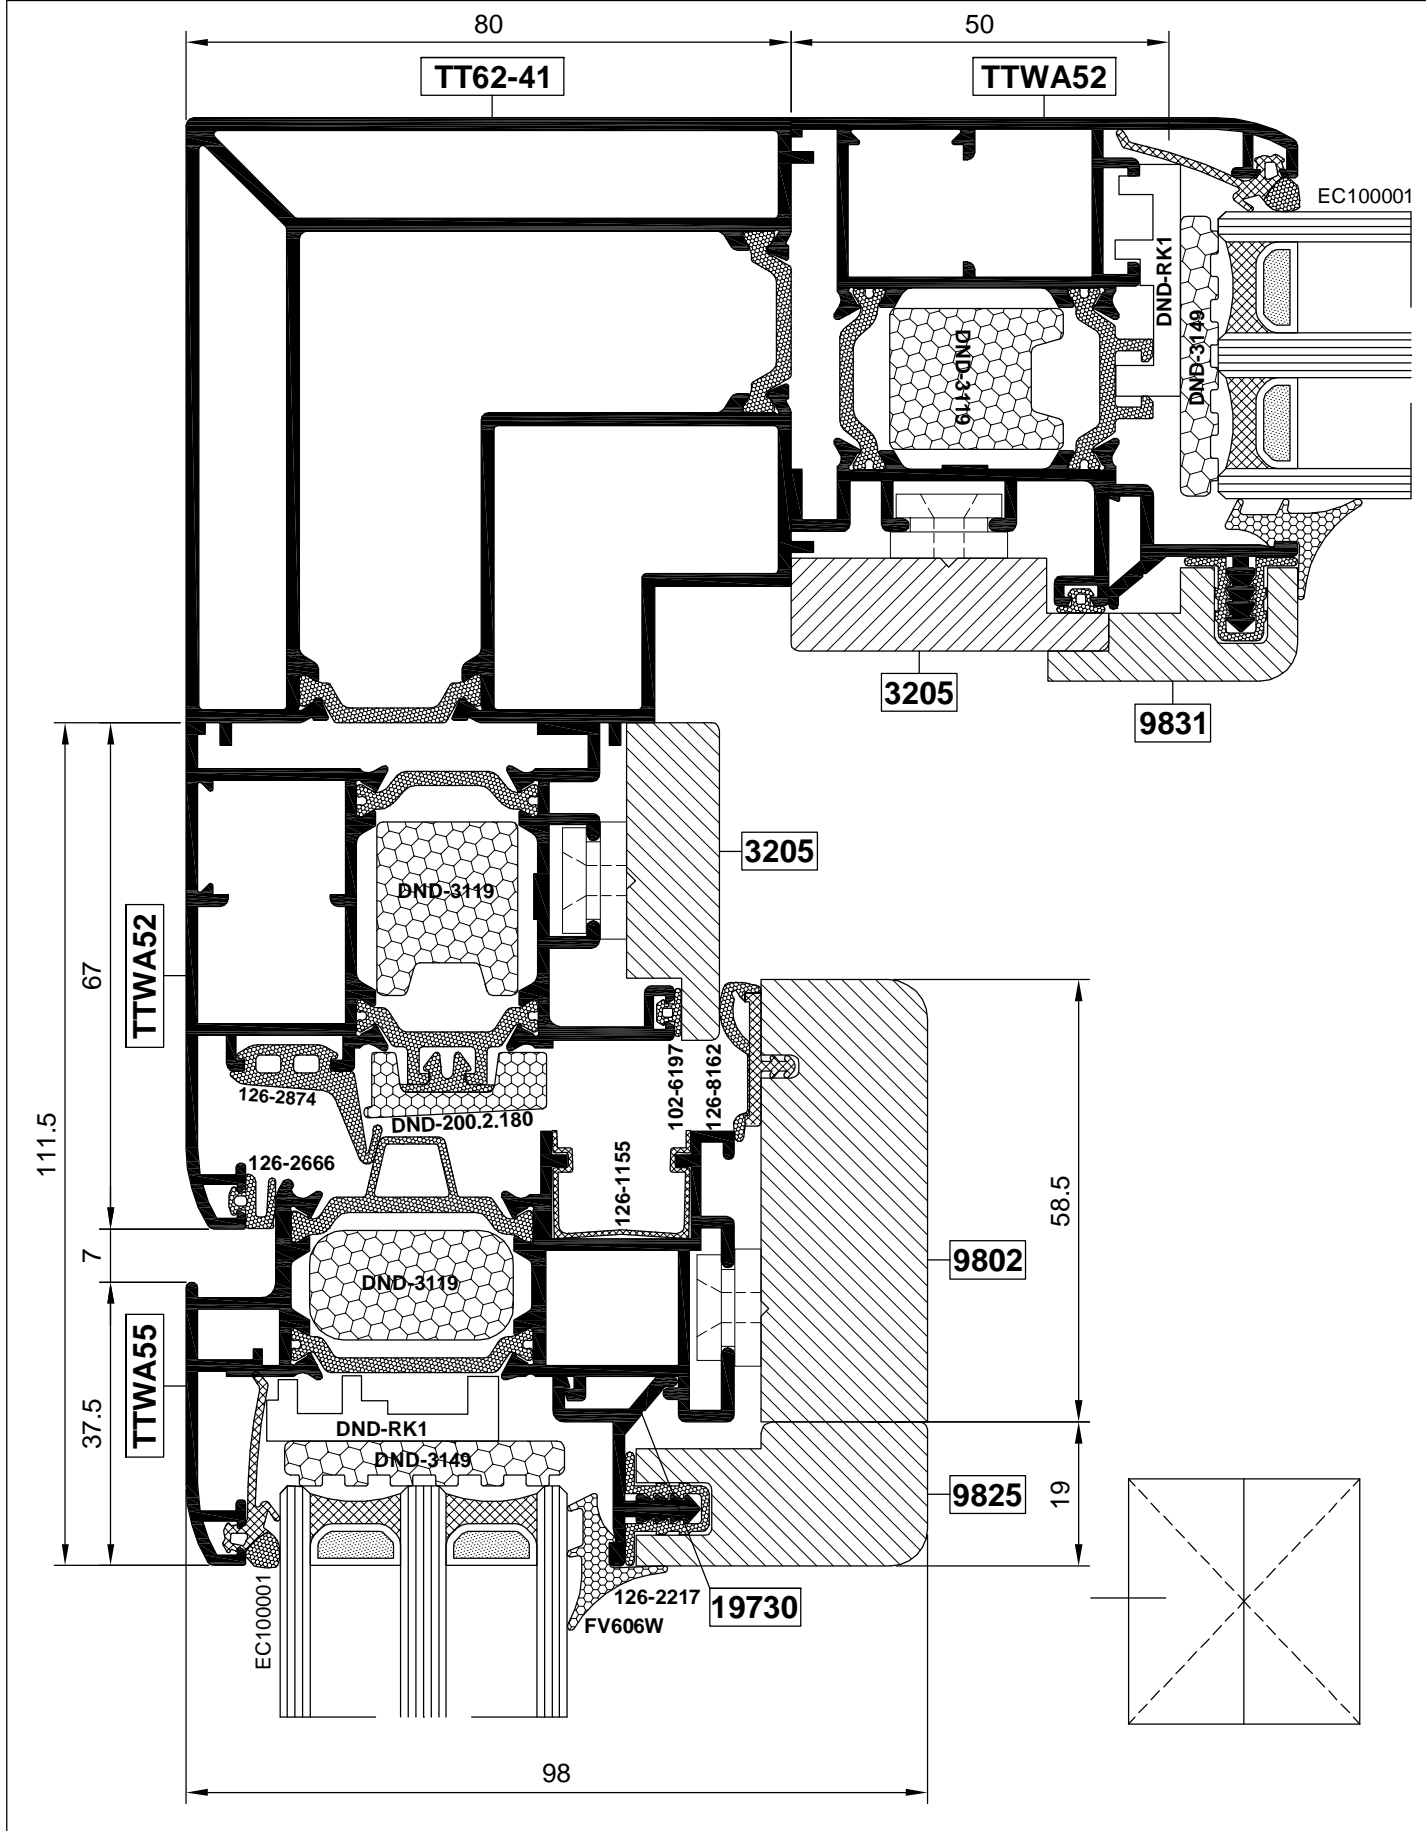 80
50
TT62-41
TTWA52
EC100001
DND-RK1
DND-3149
DND-3119
3205
9831
3205
DND-3119
TTWA52
67
111.5
102-6197
126-8162
126-2874
DND-200.2.180
126-2666
126-1155
58.5
7
9802
DND-3119
TTWA55
37.5
DND-RK1
DND-3149
9825
19
126-2217
19730
FV606W
EC100001
98